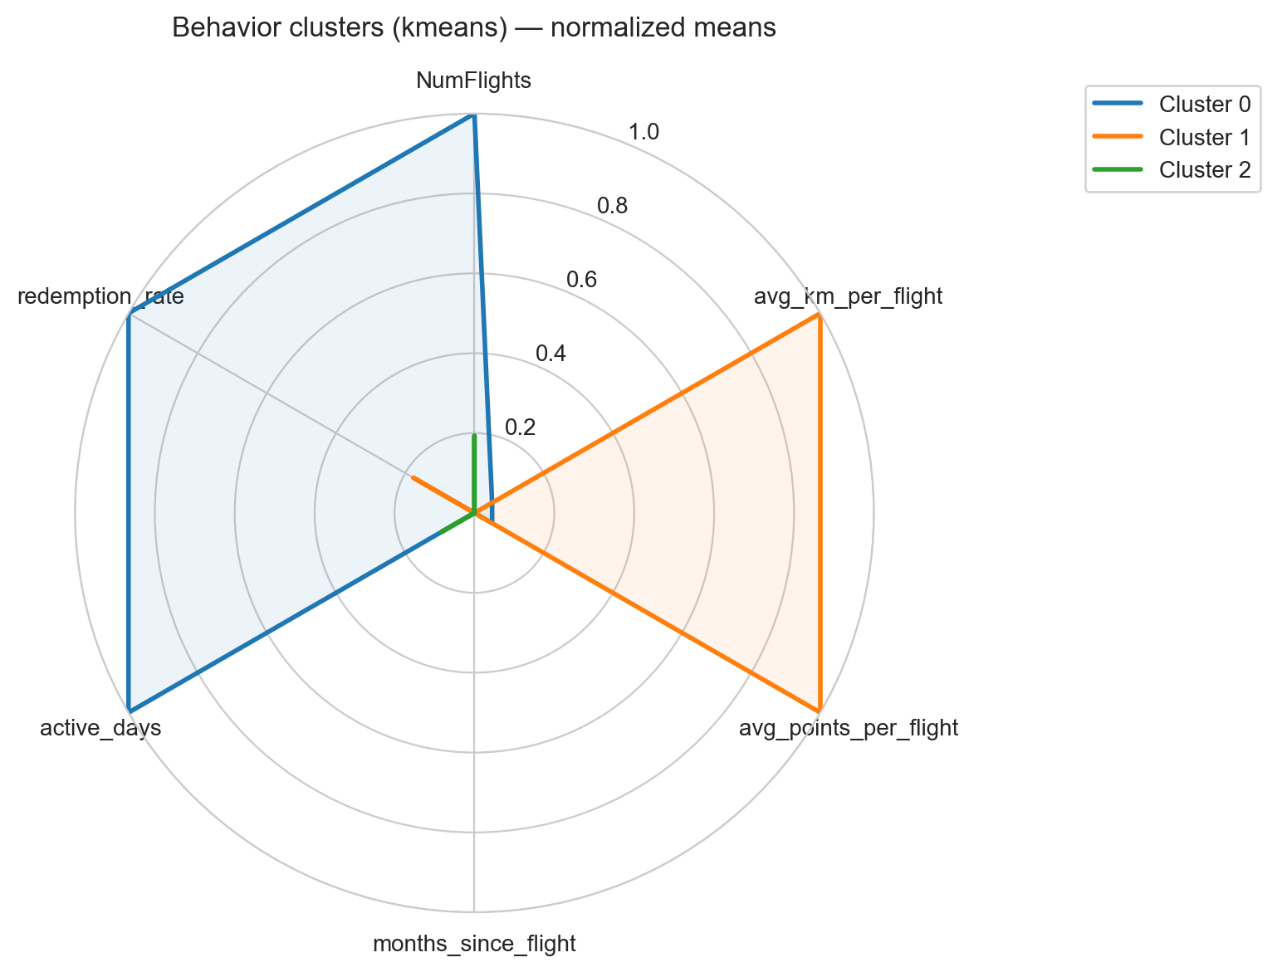 Behavior clusters (kmeans) — normalized means
NumFlights
Cluster 0
Cluster 1
Cluster 2
1.0
0.8
0.6
0.4
0.2
redemption_rate
avg_km_per_flight
active_days
avg_points_per_flight
months_since_flight